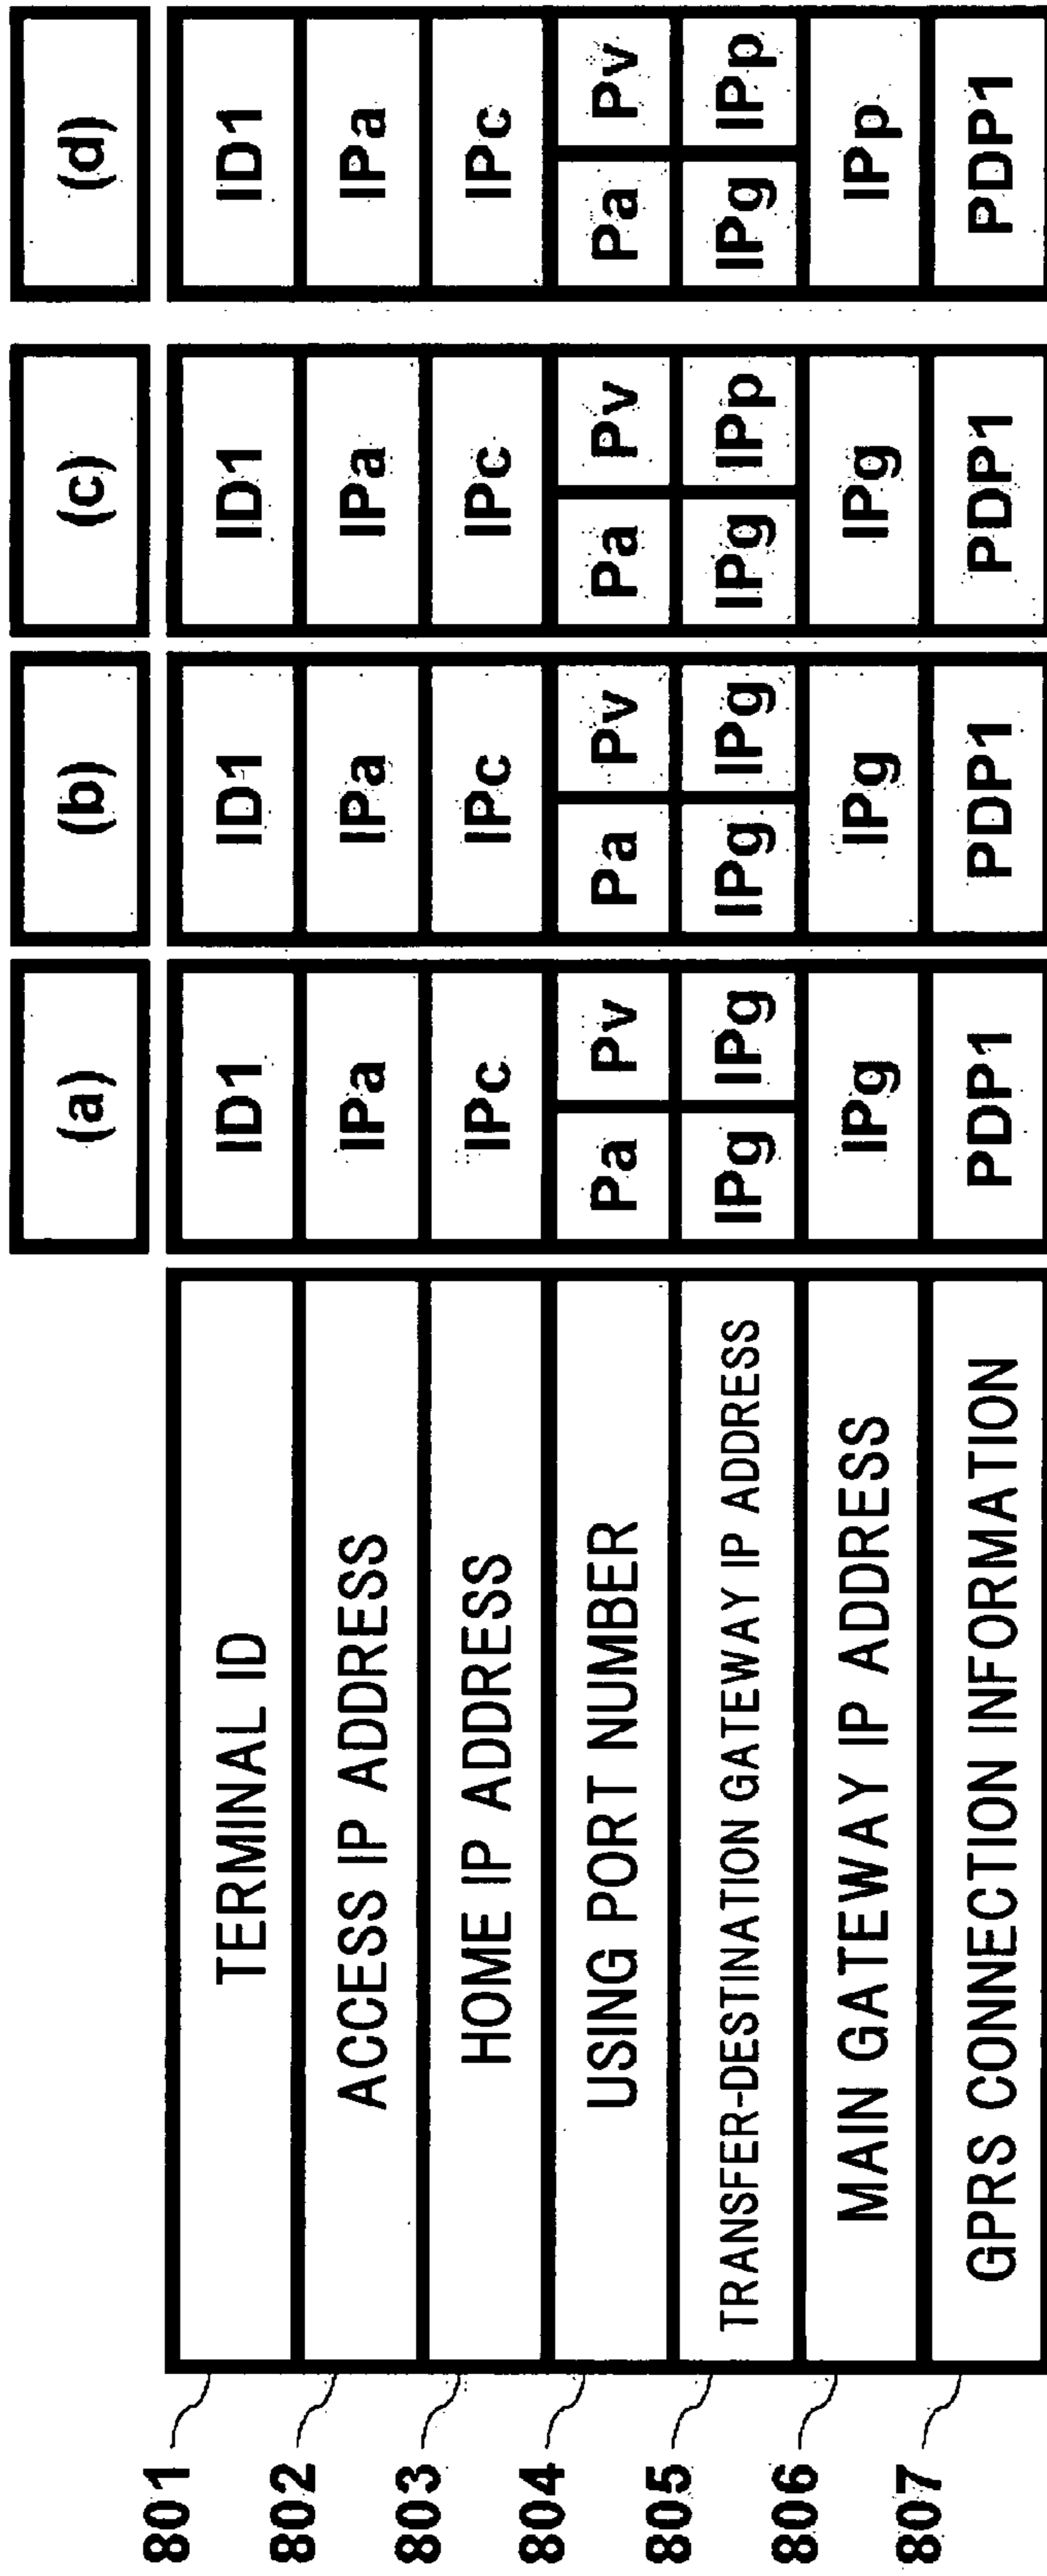 (a) (b) (c) (d)
801 TERMINAL ID ID1 ID1 ID1 ID1
802 ACCESS IP ADDRESS IPa IPa IPa IPa
803 HOME IP ADDRESS IPc IPc IPc IPc
804 USING PORT NUMBER Pa Pv Pa Pv Pa Pv Pa Pv
805 TRANSFER-DESTINATION GATEWAY IP ADDRESS IPg IPg IPg IPg IPg IPp IPg IPp
806 MAIN GATEWAY IP ADDRESS IPg IPg IPg IPp
807 GPRS CONNECTION INFORMATION PDP1 PDP1 PDP1 PDP1